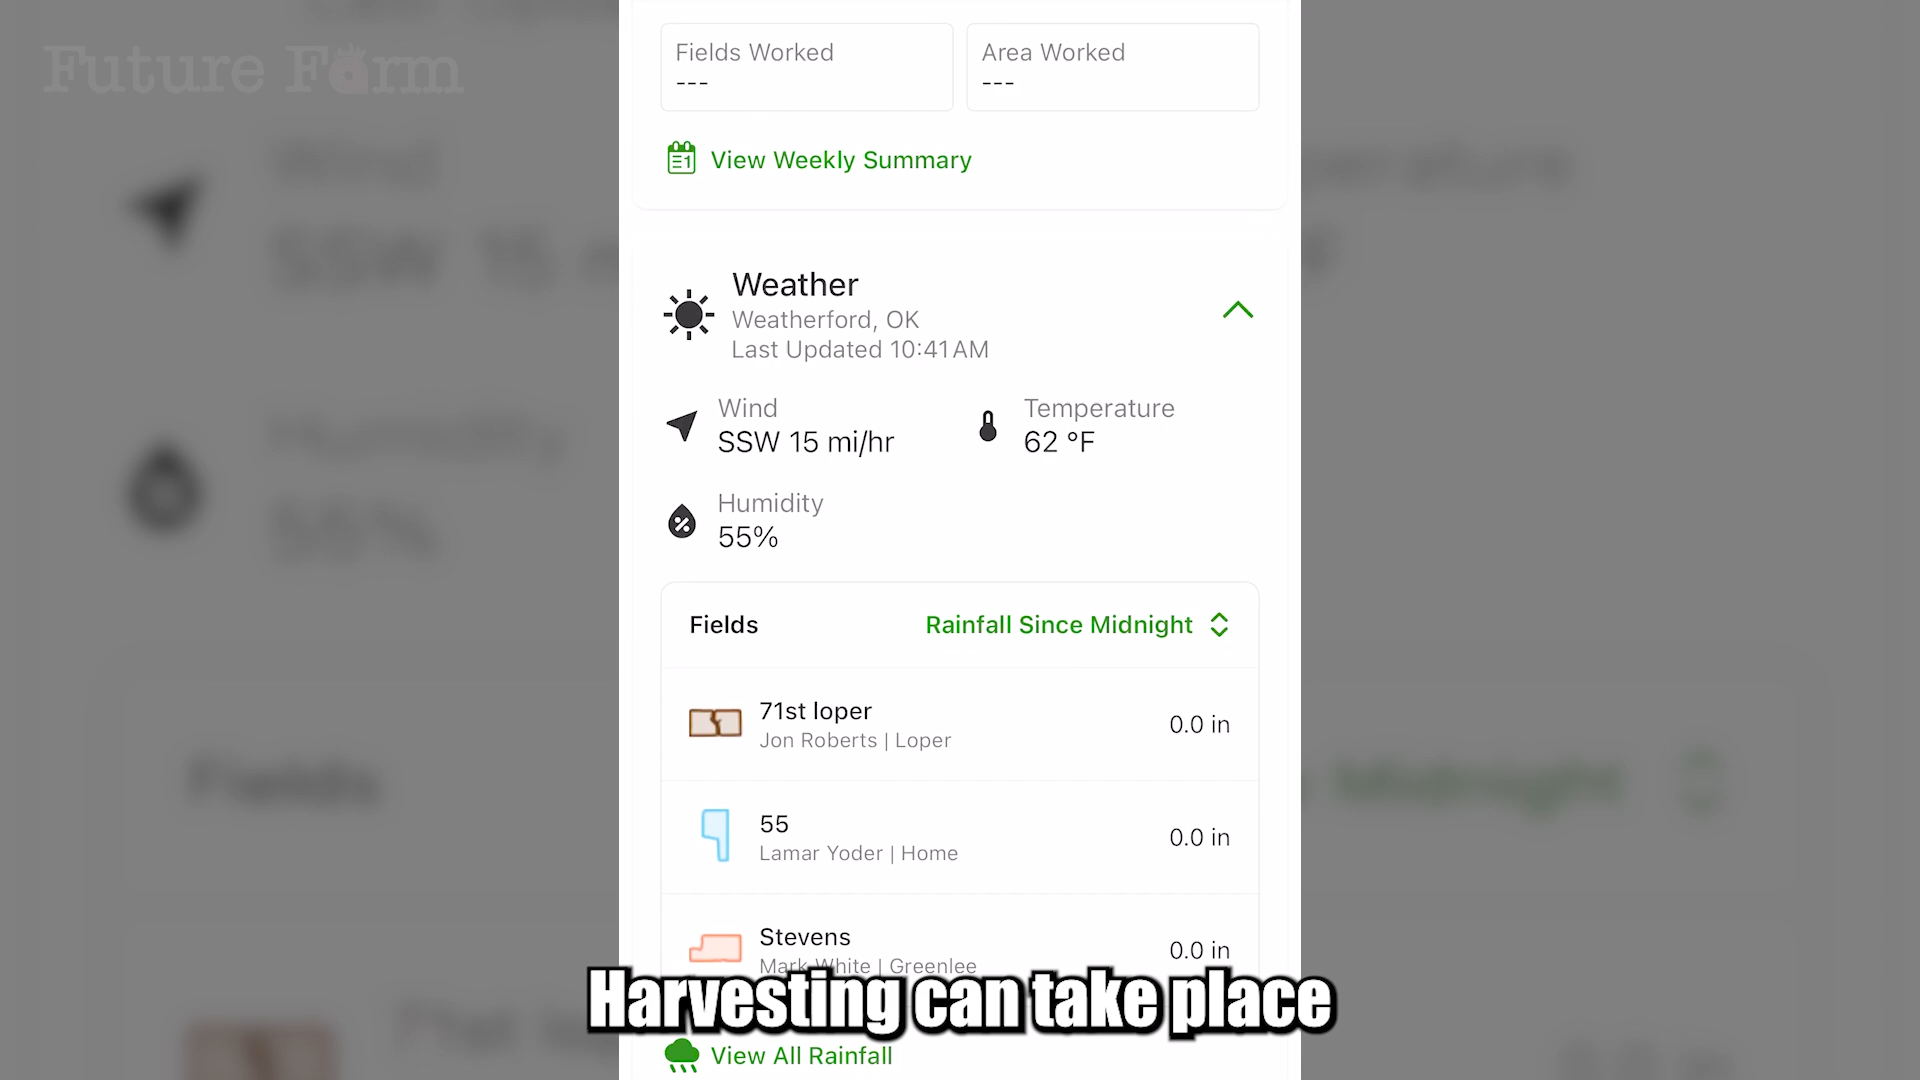 Future Farm
Fields Worked
---
Area Worked
---
View Weekly Summary
Weather
Weatherford, OK
Last Updated 10:41 AM
Wind
SSW 15 mi/hr
Temperature
62 °F
Humidity
55%
Fields
Rainfall Since Midnight
71st loper
Jon Roberts | Loper
0.0 in
55
Lamar Yoder | Home
0.0 in
Stevens
Mark White | Greenlee
0.0 in
Harvesting can take place
View All Rainfall